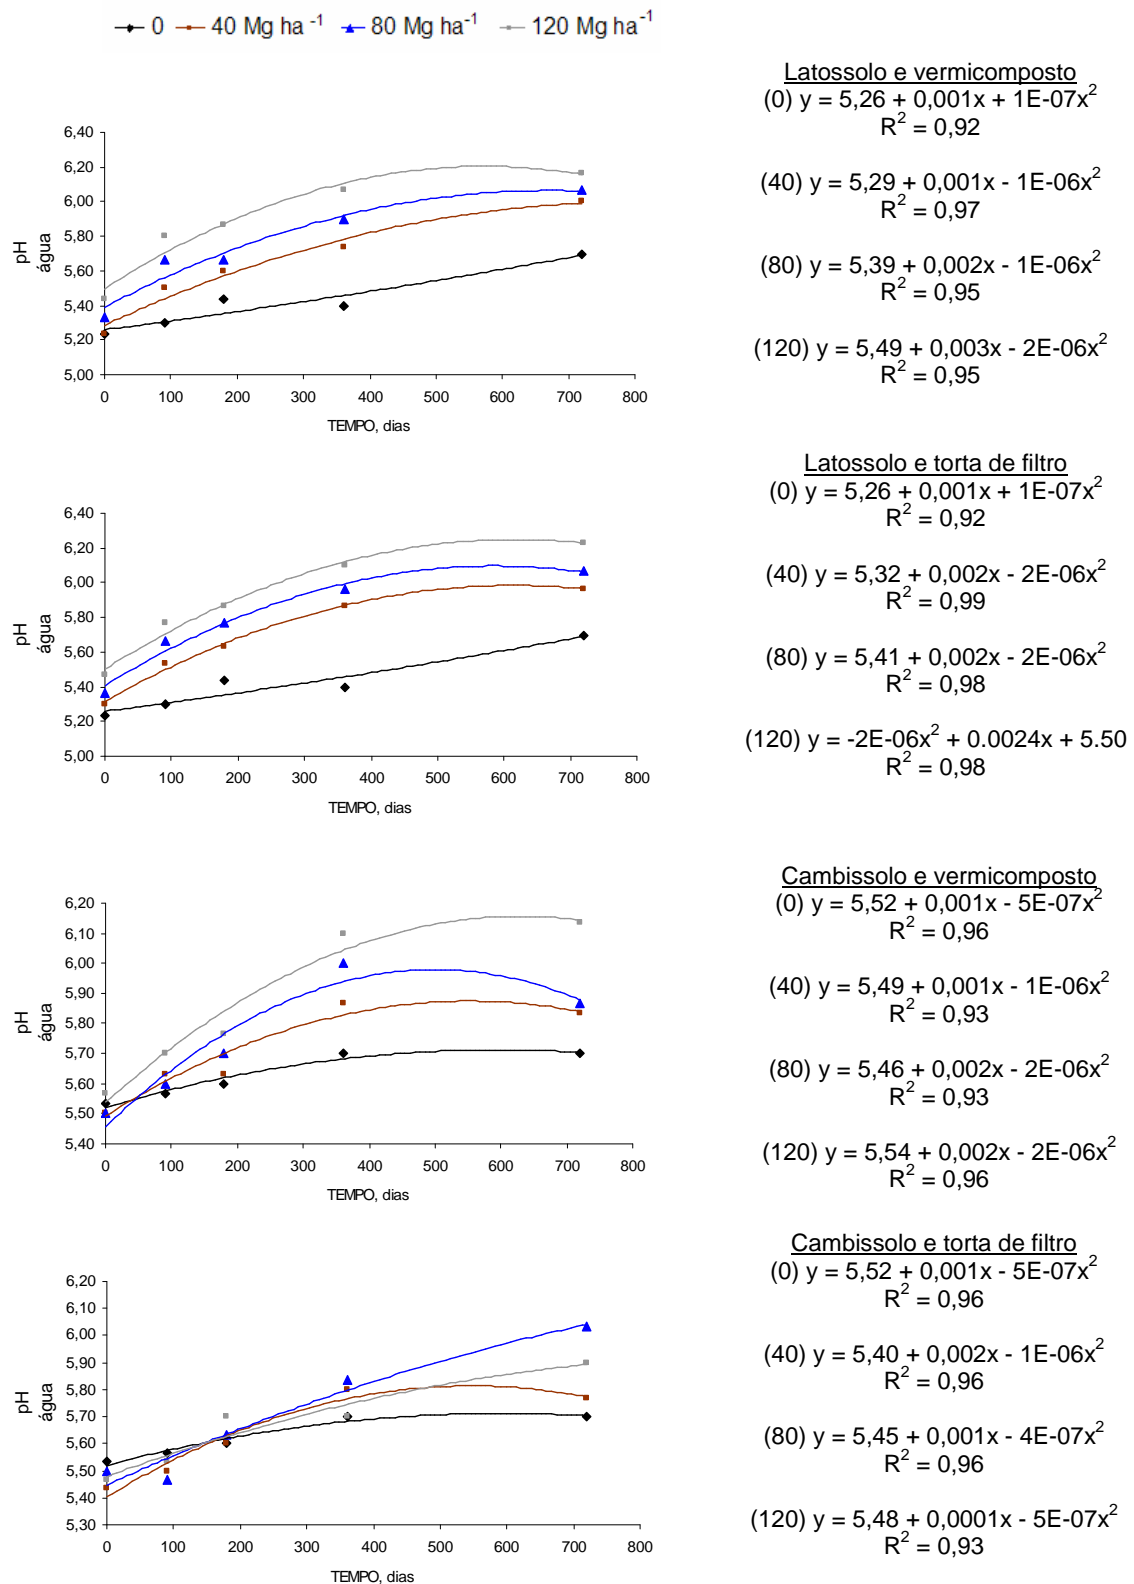 0 40 Mg ha⁻¹ 80 Mg ha⁻¹ 120 Mg ha⁻¹
6,40
6,20
6,00
5,80
5,60
5,40
5,20
5,00
pH
água
0 100 200 300 400 500 600 700 800
TEMPO, dias
Latossolo e vermicomposto
(0) y = 5,26 + 0,001x + 1E-07x²
R² = 0,92
(40) y = 5,29 + 0,001x - 1E-06x²
R² = 0,97
(80) y = 5,39 + 0,002x - 1E-06x²
R² = 0,95
(120) y = 5,49 + 0,003x - 2E-06x²
R² = 0,95
6,40
6,20
6,00
5,80
5,60
5,40
5,20
5,00
pH
água
0 100 200 300 400 500 600 700 800
TEMPO, dias
Latossolo e torta de filtro
(0) y = 5,26 + 0,001x + 1E-07x²
R² = 0,92
(40) y = 5,32 + 0,002x - 2E-06x²
R² = 0,99
(80) y = 5,41 + 0,002x - 2E-06x²
R² = 0,98
(120) y = -2E-06x² + 0.0024x + 5.50
R² = 0,98
6,20
6,10
6,00
5,90
5,80
5,70
5,60
5,50
5,40
pH
água
0 100 200 300 400 500 600 700 800
TEMPO, dias
Cambissolo e vermicomposto
(0) y = 5,52 + 0,001x - 5E-07x²
R² = 0,96
(40) y = 5,49 + 0,001x - 1E-06x²
R² = 0,93
(80) y = 5,46 + 0,002x - 2E-06x²
R² = 0,93
(120) y = 5,54 + 0,002x - 2E-06x²
R² = 0,96
6,20
6,10
6,00
5,90
5,80
5,70
5,60
5,50
5,40
5,30
pH
água
0 100 200 300 400 500 600 700 800
TEMPO, dias
Cambissolo e torta de filtro
(0) y = 5,52 + 0,001x - 5E-07x²
R² = 0,96
(40) y = 5,40 + 0,002x - 1E-06x²
R² = 0,96
(80) y = 5,45 + 0,001x - 4E-07x²
R² = 0,96
(120) y = 5,48 + 0,0001x - 5E-07x²
R² = 0,93